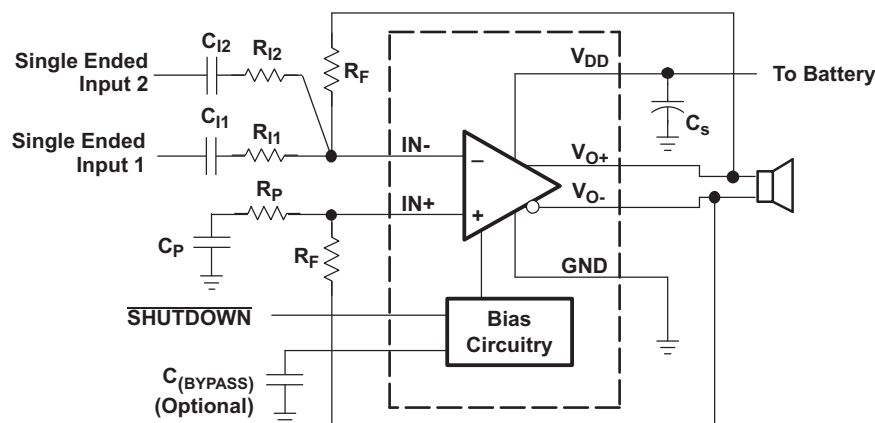 Single Ended
Input 2
C_I2
R_I2
R_F
V_DD
To Battery
C_s
Single Ended
Input 1
C_I1
R_I1
IN-
−
V_O+
V_O-
R_P
IN+
+
C_P
R_F
GND
SHUTDOWN
Bias
Circuitry
C_(BYPASS)
(Optional)